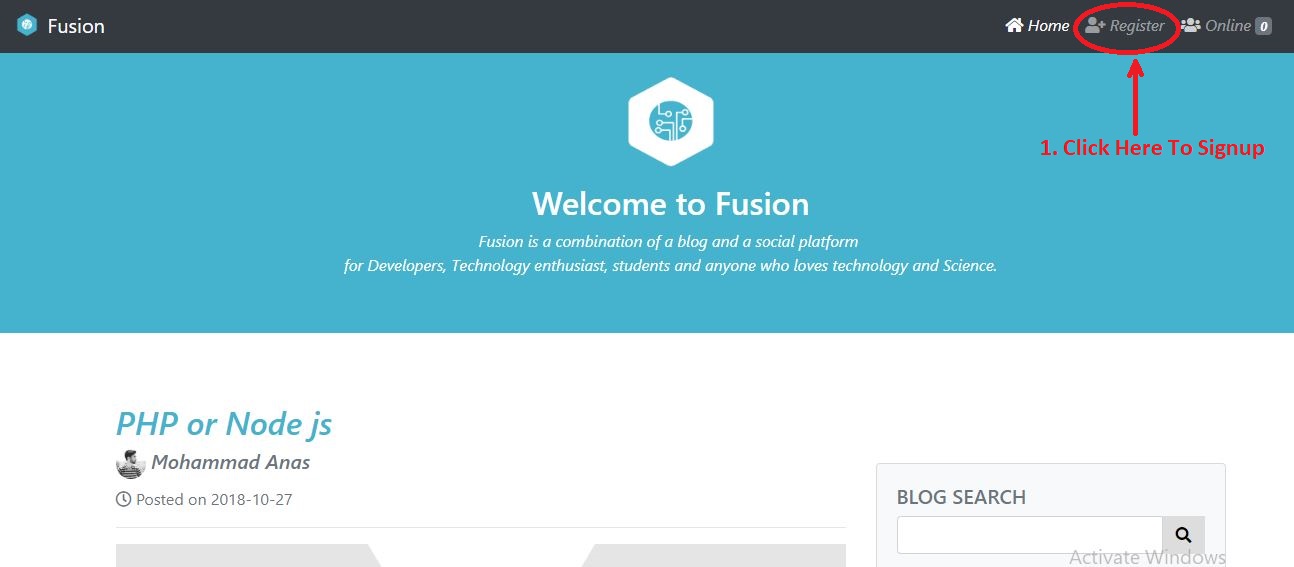 Fusion
Home Register Online 0
1. Click Here To Signup
Welcome to Fusion
Fusion is a combination of a blog and a social platform
for Developers, Technology enthusiast, students and anyone who loves technology and Science.
PHP or Node js
Mohammad Anas
Posted on 2018-10-27
BLOG SEARCH
Activate Windows